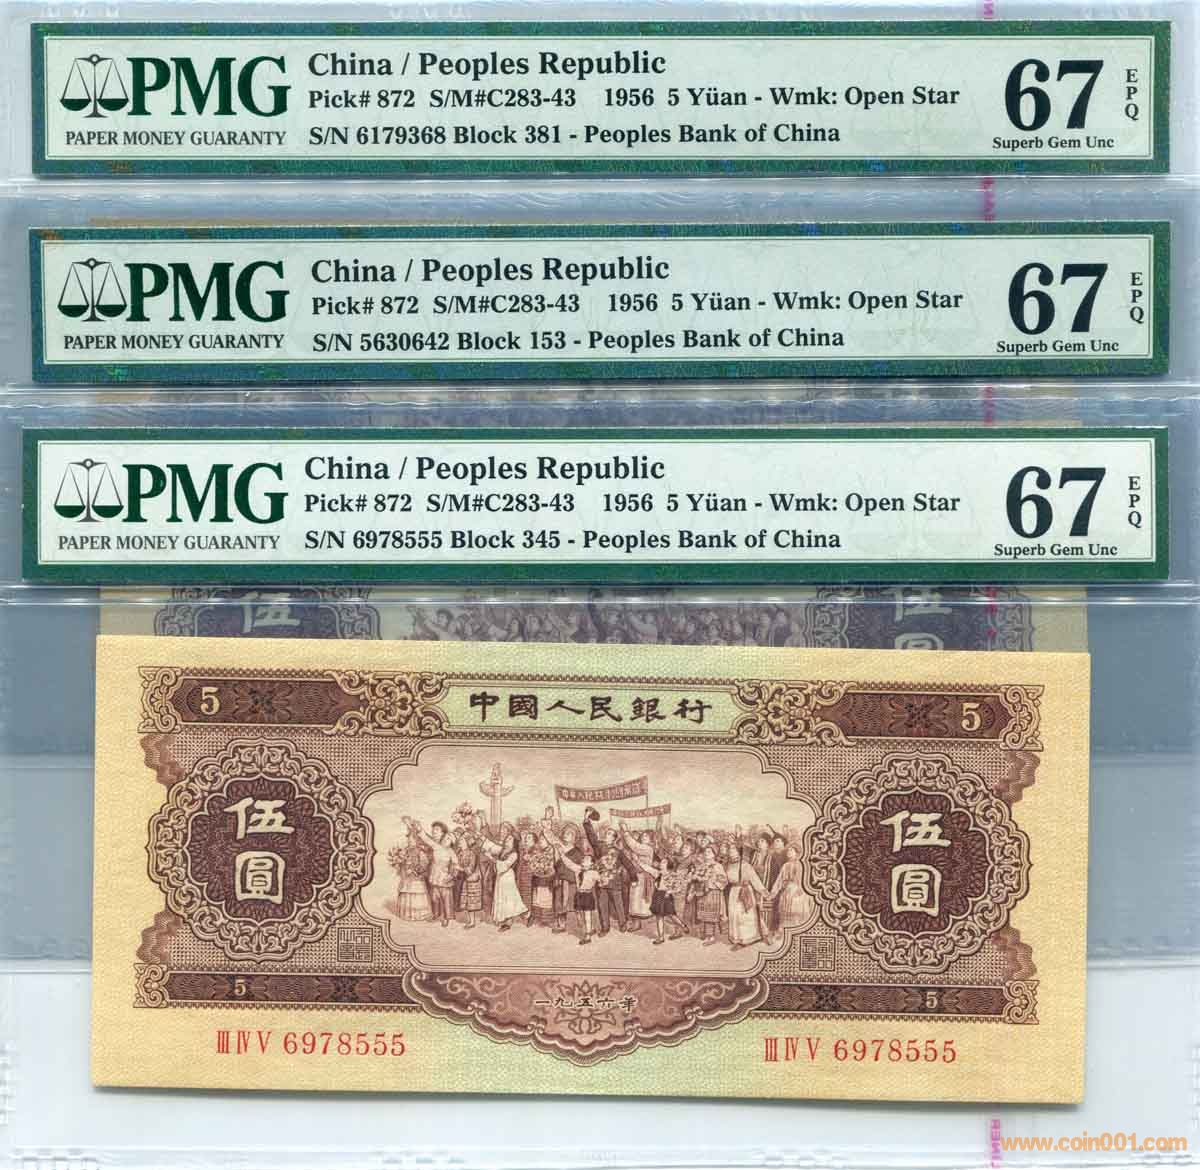 PMG
PAPER MONEY GUARANTY
China / Peoples Republic
Pick# 872 S/M#C283-43 1956 5 Yüan - Wmk: Open Star
S/N 6179368 Block 381 - Peoples Bank of China
67
EPQ
Superb Gem Unc
PMG
PAPER MONEY GUARANTY
China / Peoples Republic
Pick# 872 S/M#C283-43 1956 5 Yüan - Wmk: Open Star
S/N 5630642 Block 153 - Peoples Bank of China
67
EPQ
Superb Gem Unc
PMG
PAPER MONEY GUARANTY
China / Peoples Republic
Pick# 872 S/M#C283-43 1956 5 Yüan - Wmk: Open Star
S/N 6978555 Block 345 - Peoples Bank of China
67
EPQ
Superb Gem Unc
伍 圓
5 中國人民銀行 5
伍圓 伍圓
5 一九五六年 5
ⅢⅣⅤ 6978555 ⅢⅣⅤ 6978555
www.coin001.com